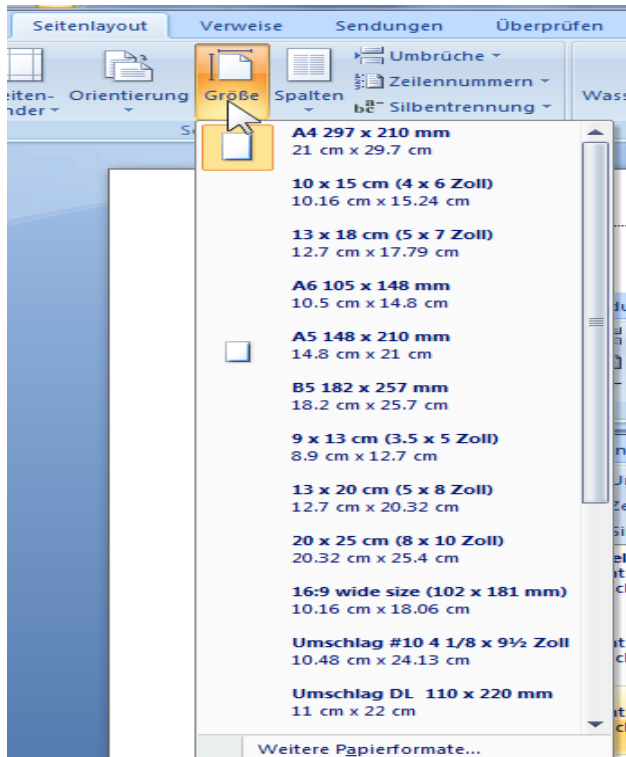 Seitenlayout Verweise Sendungen Überprüfen
Umbrüche
Orientierung Größe Spalten Zeilennummern
Silbentrennung
A4 297 x 210 mm
21 cm x 29.7 cm
10 x 15 cm (4 x 6 Zoll)
10.16 cm x 15.24 cm
13 x 18 cm (5 x 7 Zoll)
12.7 cm x 17.79 cm
A6 105 x 148 mm
10.5 cm x 14.8 cm
A5 148 x 210 mm
14.8 cm x 21 cm
B5 182 x 257 mm
18.2 cm x 25.7 cm
9 x 13 cm (3.5 x 5 Zoll)
8.9 cm x 12.7 cm
13 x 20 cm (5 x 8 Zoll)
12.7 cm x 20.32 cm
20 x 25 cm (8 x 10 Zoll)
20.32 cm x 25.4 cm
16:9 wide size (102 x 181 mm)
10.16 cm x 18.06 cm
Umschlag #10 4 1/8 x 9½ Zoll
10.48 cm x 24.13 cm
Umschlag DL 110 x 220 mm
11 cm x 22 cm
Weitere Papierformate...